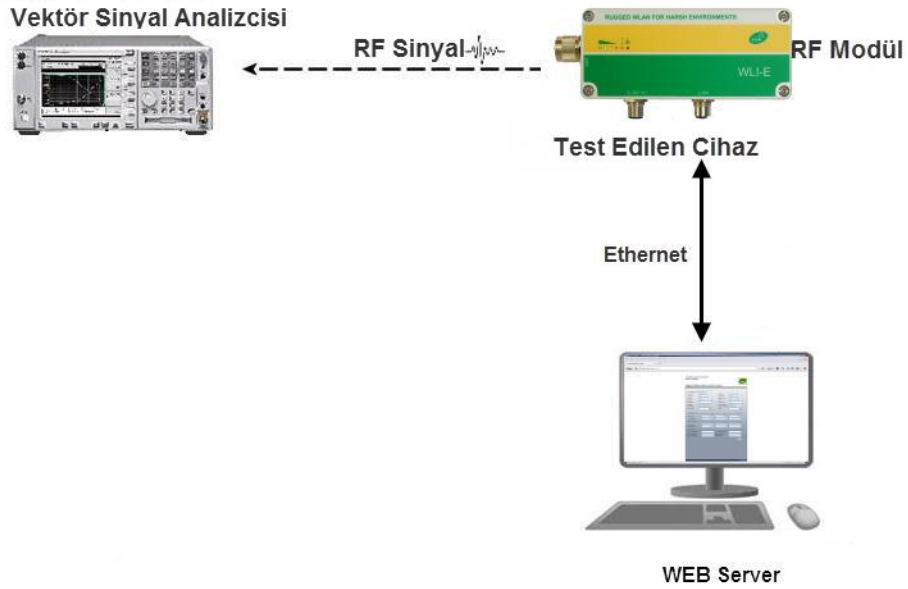 Vektör Sinyal Analizcisi
RF Sinyal
RUGGED WLAN FOR HARSH ENVIRONMENTS
WLI-E
RF Modül
Test Edilen Cihaz
Ethernet
WEB Server